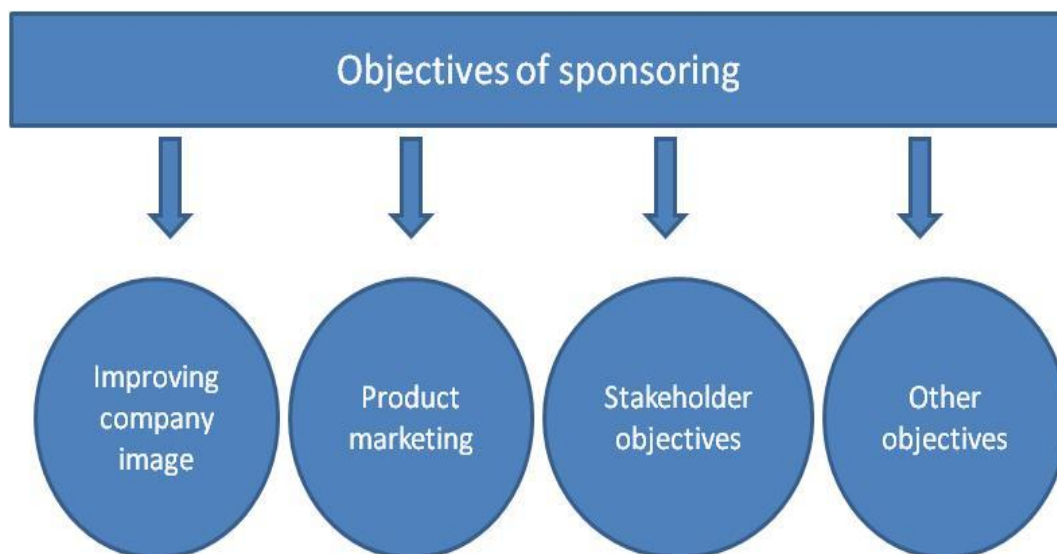 Objectives of sponsoring
Improving
company
image
Product
marketing
Stakeholder
objectives
Other
objectives